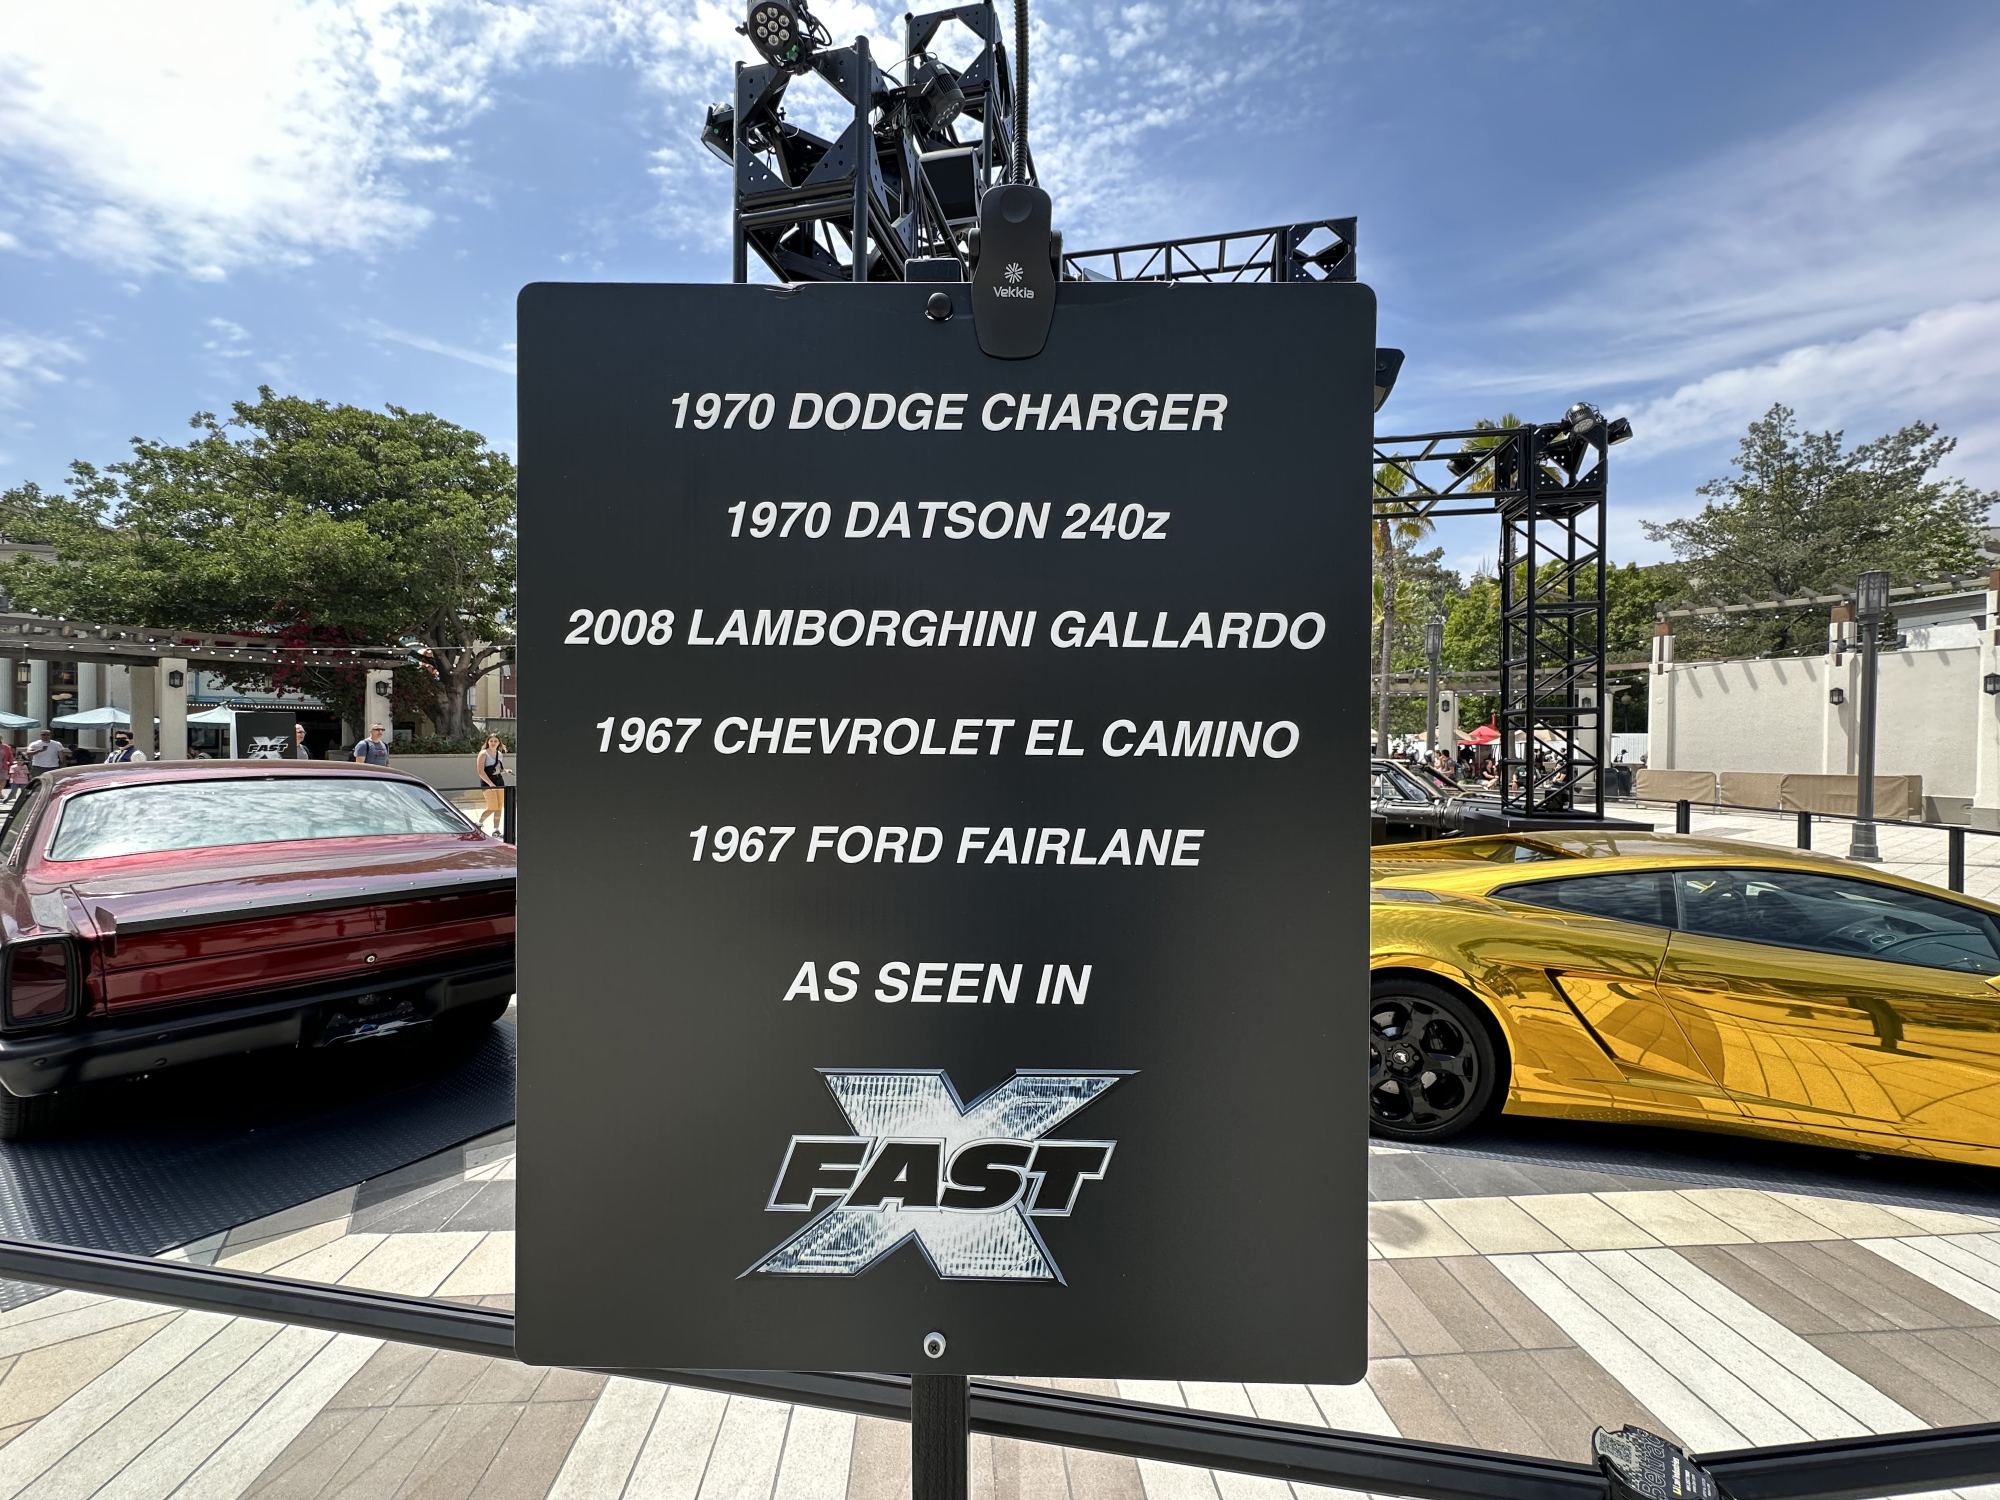 Vekkia
1970 DODGE CHARGER
1970 DATSON 240z
2008 LAMBORGHINI GALLARDO
1967 CHEVROLET EL CAMINO
1967 FORD FAIRLANE
AS SEEN IN
FAST X
FAST X